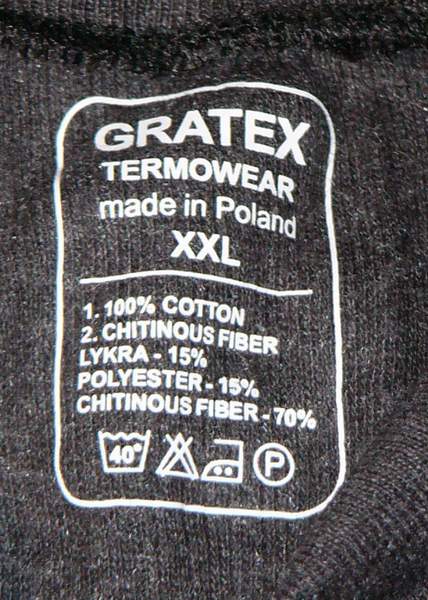 GRATEX
TERMOWEAR
made in Poland
XXL
1. 100% COTTON
2. CHITINOUS FIBER
LYKRA - 15%
POLYESTER - 15%
CHITINOUS FIBER - 70%
40° P